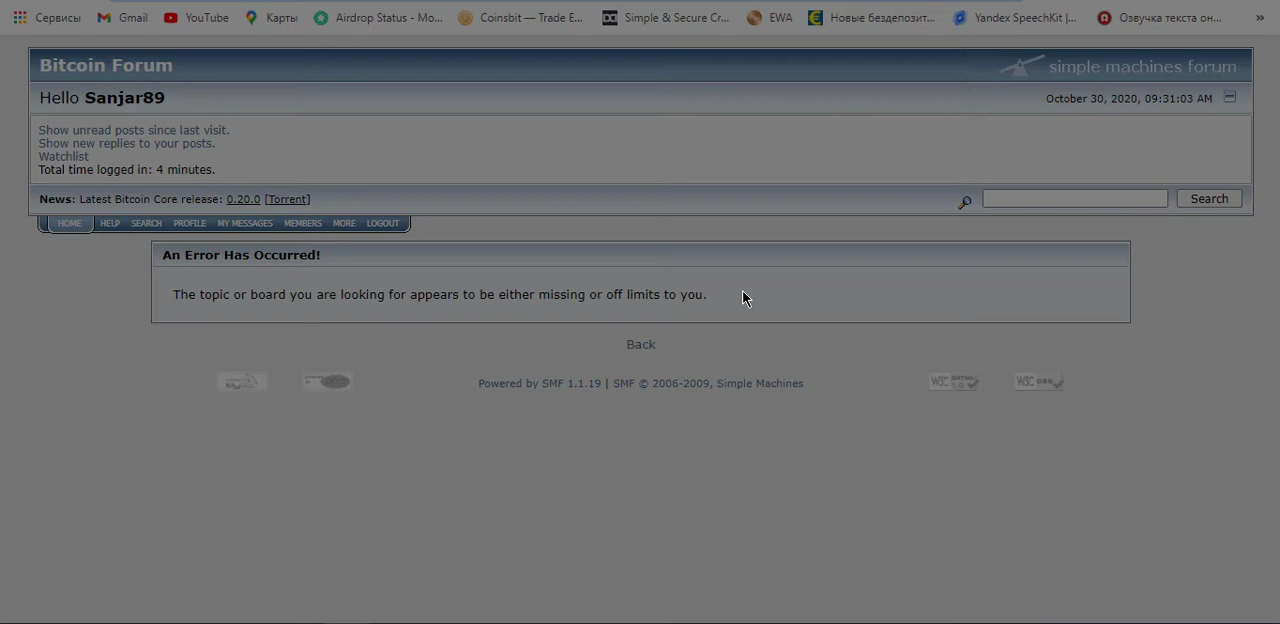 Сервисы Gmail YouTube Карты Airdrop Status - Mo... Coinsbit — Trade E... Simple & Secure Cr... EWA Новые бездепозит... Yandex SpeechKit |... Озвучка текста он... »
Bitcoin Forum
simple machines forum
Hello Sanjar89
October 30, 2020, 09:31:03 AM
Show unread posts since last visit.
Show new replies to your posts.
Watchlist
Total time logged in: 4 minutes.
News: Latest Bitcoin Core release: 0.20.0 [Torrent]
Search
HOME HELP SEARCH PROFILE MY MESSAGES MEMBERS MORE LOGOUT
An Error Has Occurred!
The topic or board you are looking for appears to be either missing or off limits to you.
Back
Powered by SMF 1.1.19 | SMF © 2006-2009, Simple Machines
W3C
W3C